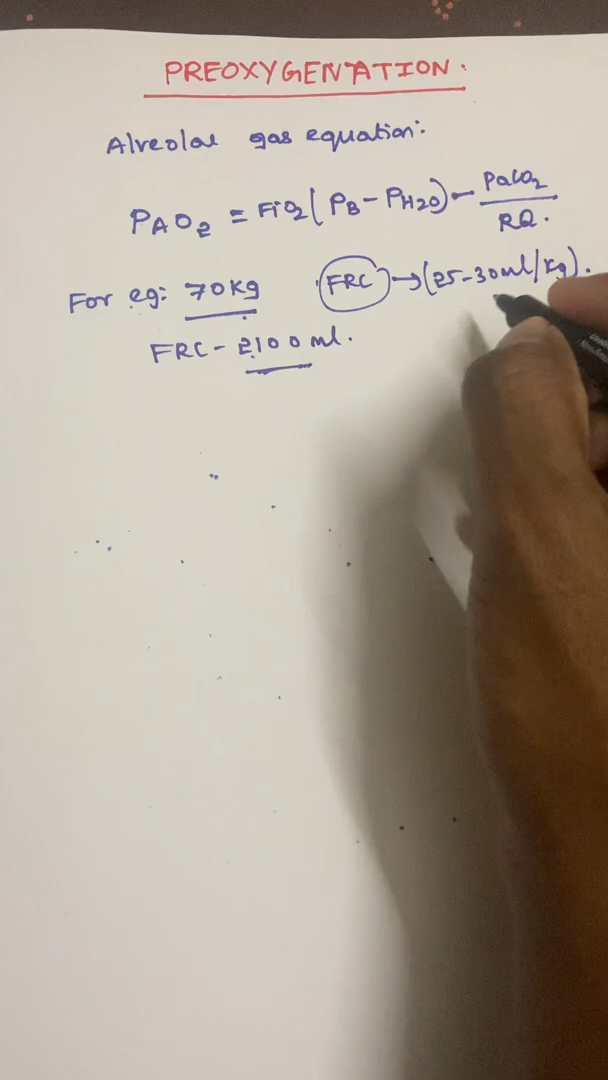 PREOXYGENATION.
Alveolar gas equation:
PAO2 = FiO2 (PB - PH2O) - PaCO2 / RQ.
For eg: 70kg FRC → (25-30ml/kg).
FRC - 2100 ml.